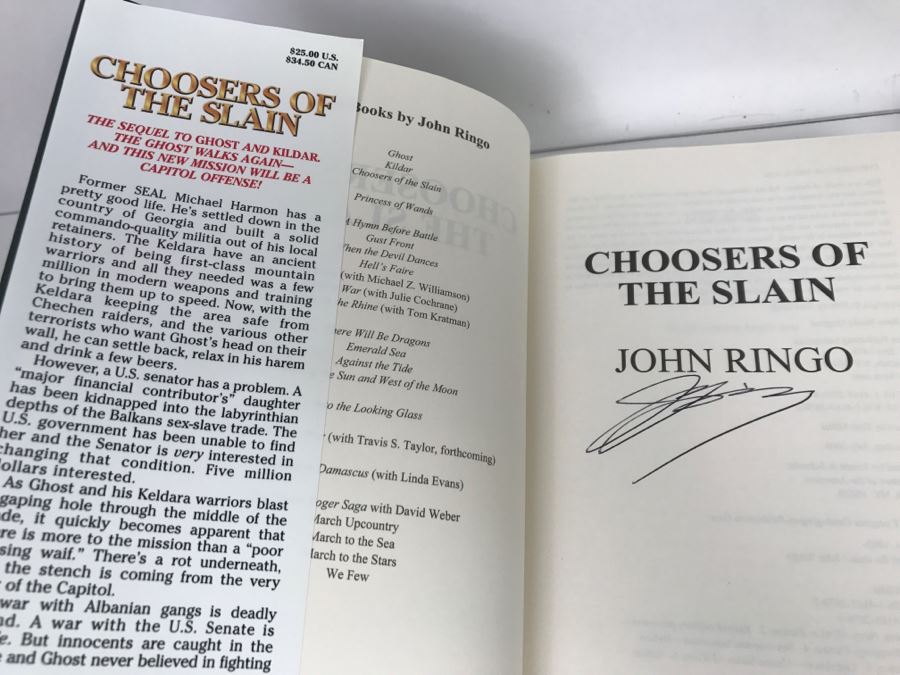 $25.00 U.S.
$34.50 CAN
CHOOSERS OF
THE SLAIN
THE SEQUEL TO GHOST AND KILDAR.
THE GHOST WALKS AGAIN—
AND THIS NEW MISSION WILL BE A
CAPITOL OFFENSE!
Former SEAL Michael Harmon has a
pretty good life. He's settled down in the
country of Georgia and built a solid
commando-quality militia out of his local
retainers. The Keldara have an ancient
history of being first-class mountain
warriors and all they needed was a few
million in modern weapons and training
to bring them up to speed. Now, with the
Keldara keeping the area safe from
Chechen raiders, and the various other
terrorists who want Ghost's head on their
wall, he can settle back, relax in his harem
and drink a few beers.
However, a U.S. senator has a problem. A
"major financial contributor's" daughter
has been kidnapped into the labyrinthian
depths of the Balkans sex-slave trade. The
U.S. government has been unable to find
her and the Senator is very interested in
changing that condition. Five million
dollars interested.
As Ghost and his Keldara warriors blast
gaping hole through the middle of the
de, it quickly becomes apparent that
re is more to the mission than a "poor
sing waif." There's a rot underneath,
the stench is coming from the very
of the Capitol.
war with Albanian gangs is deadly
nd. A war with the U.S. Senate is
e. But innocents are caught in the
e and Ghost never believed in fighting
Books by John Ringo
Ghost
Kildar
Choosers of the Slain
Princess of Wands
A Hymn Before Battle
Gust Front
When the Devil Dances
Hell's Faire
(with Michael Z. Williamson)
War (with Julie Cochrane)
he Rhine (with Tom Kratman)
ere Will Be Dragons
Emerald Sea
Against the Tide
e Sun and West of the Moon
o the Looking Glass
(with Travis S. Taylor, forthcoming)
Damascus (with Linda Evans)
oger Saga with David Weber
March Upcountry
March to the Sea
March to the Stars
We Few
CHOOSERS OF
THE SLAIN
JOHN RINGO